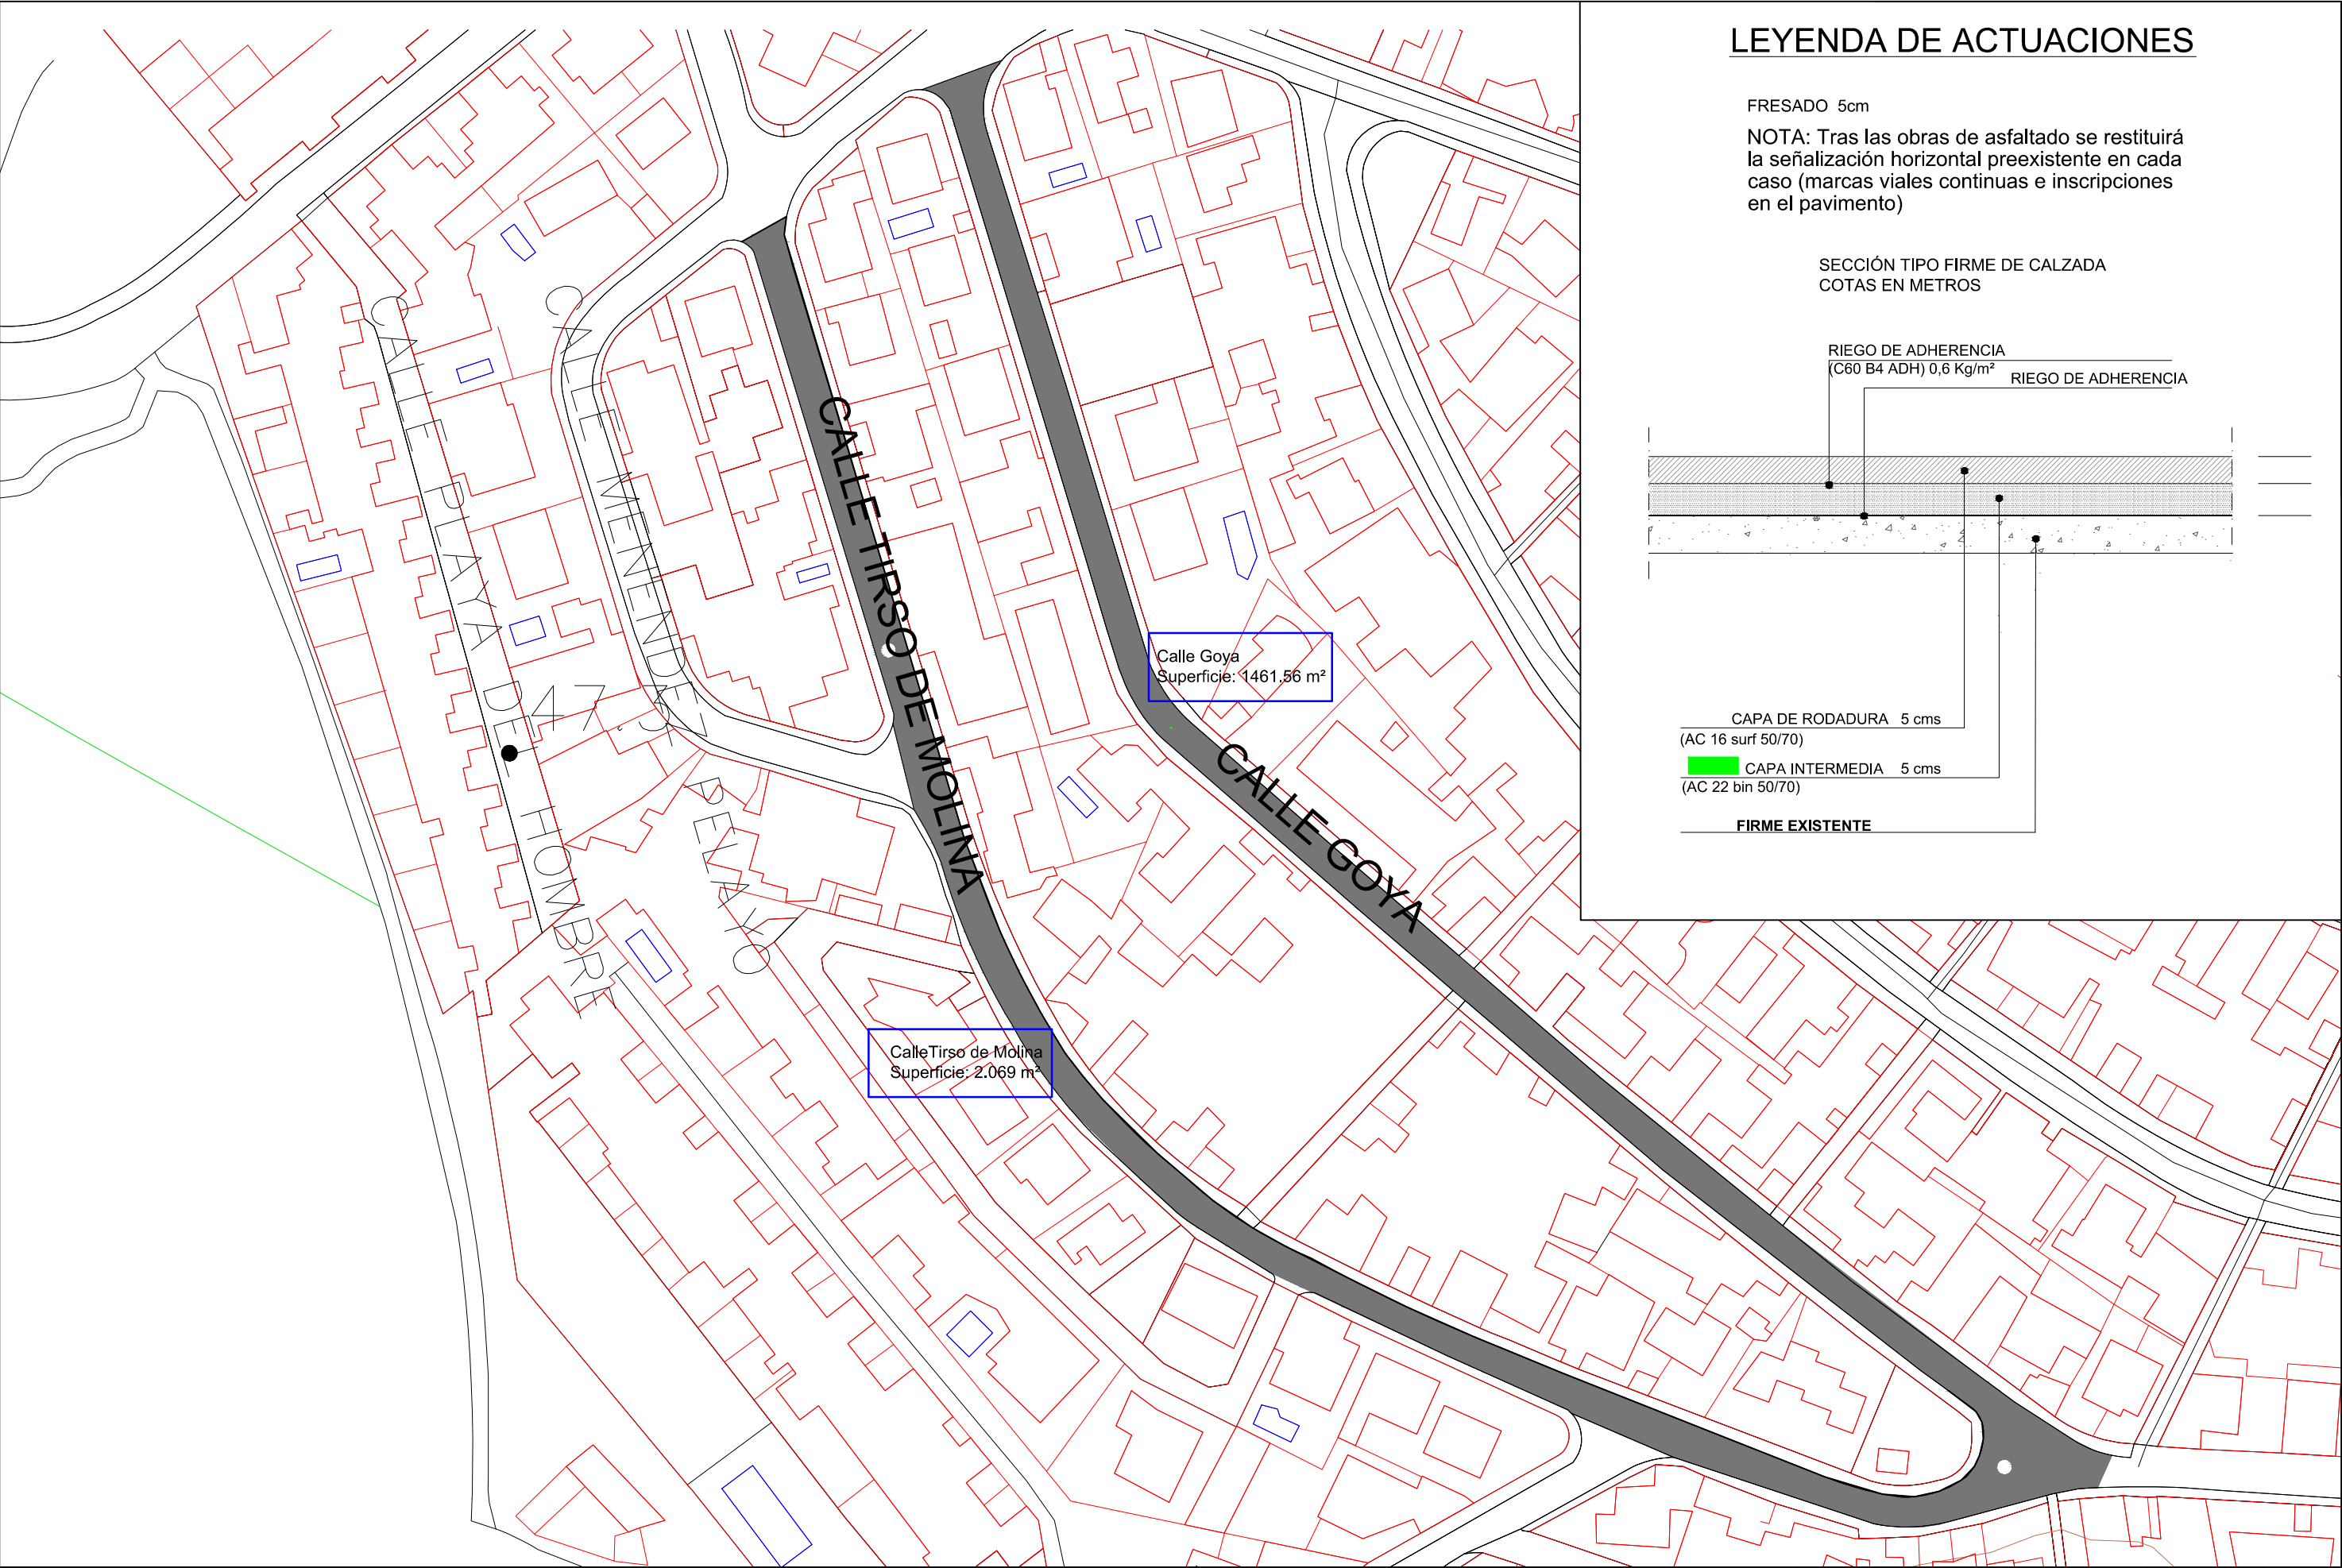 LEYENDA DE ACTUACIONES
FRESADO 5cm
NOTA: Tras las obras de asfaltado se restituirá
la señalización horizontal preexistente en cada
caso (marcas viales continuas e inscripciones
en el pavimento)
SECCIÓN TIPO FIRME DE CALZADA
COTAS EN METROS
RIEGO DE ADHERENCIA
(C60 B4 ADH) 0,6 Kg/m²
RIEGO DE ADHERENCIA
CAPA DE RODADURA 5 cms
(AC 16 surf 50/70)
CAPA INTERMEDIA 5 cms
(AC 22 bin 50/70)
FIRME EXISTENTE
CALLE PLAYA DEL HOMBRE
CALLE MENENDEZ
PELAYO
CALLE TIRSO DE MOLINA
CALLE GOYA
Calle Goya
Superficie: 1461.56 m²
CalleTirso de Molina
Superficie: 2.069 m²